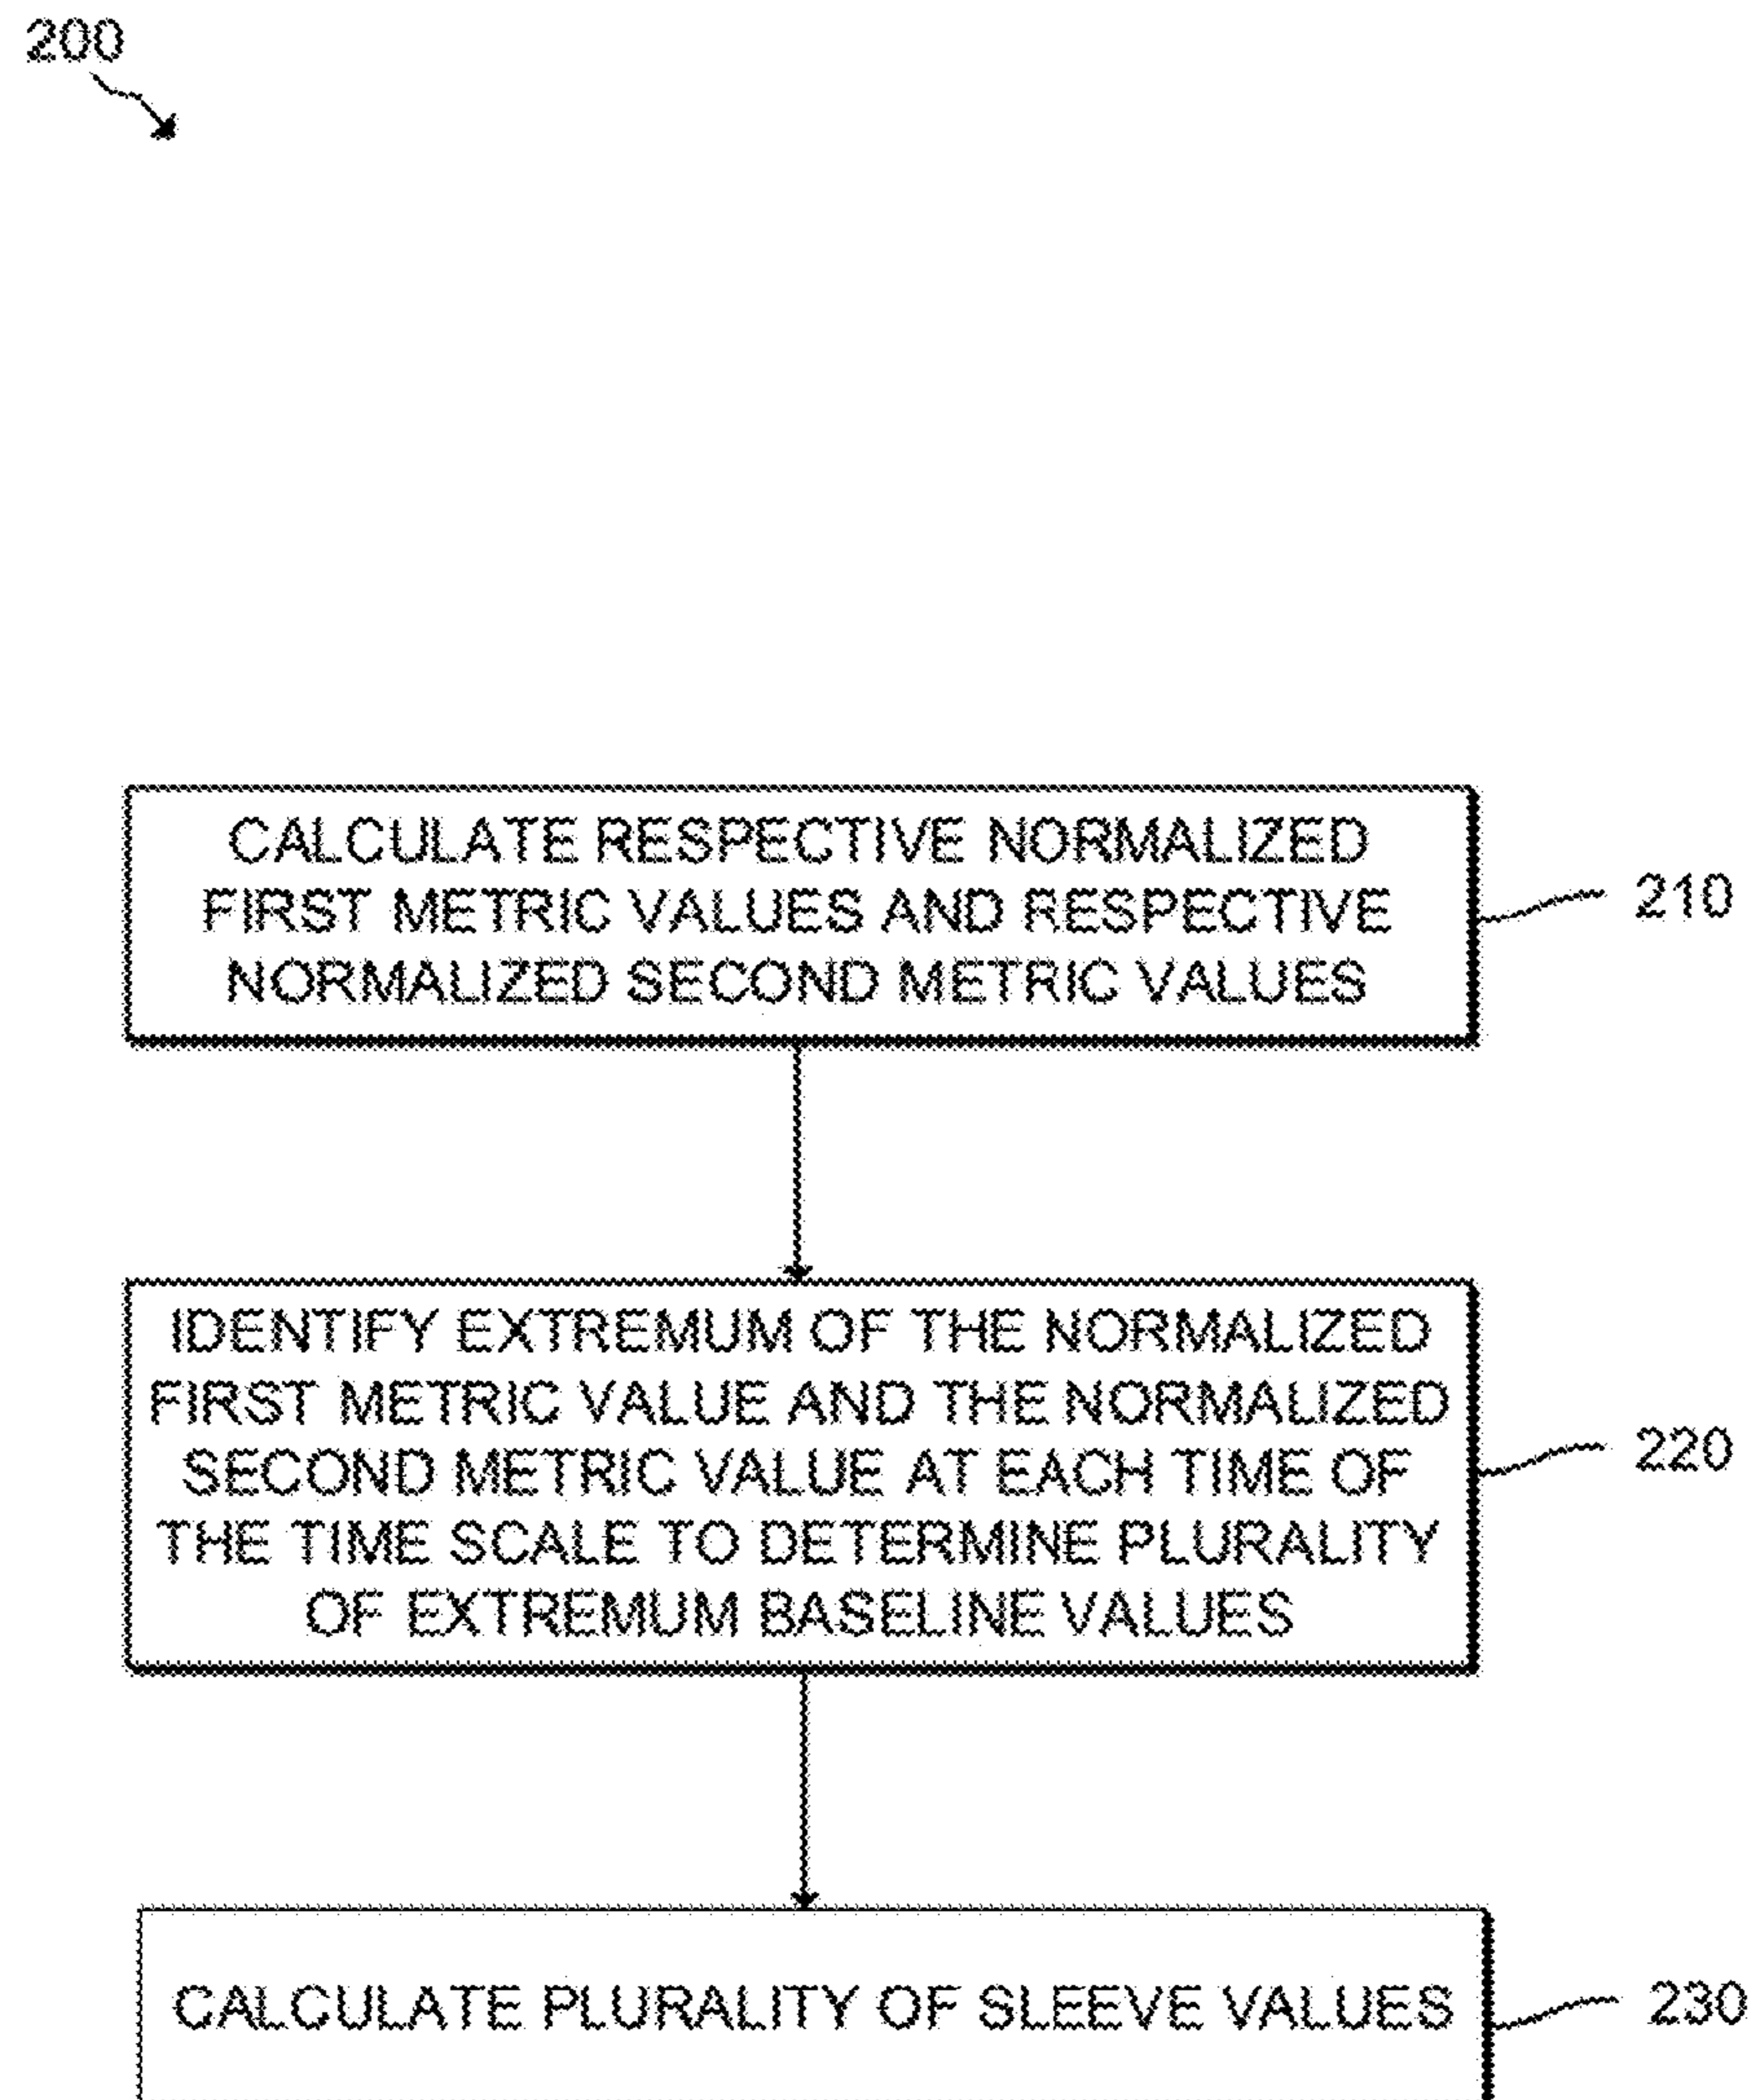 200
CALCULATE RESPECTIVE NORMALIZED
FIRST METRIC VALUES AND RESPECTIVE
NORMALIZED SECOND METRIC VALUES
210
IDENTIFY EXTREMUM OF THE NORMALIZED
FIRST METRIC VALUE AND THE NORMALIZED
SECOND METRIC VALUE AT EACH TIME OF
THE TIME SCALE TO DETERMINE PLURALITY
OF EXTREMUM BASELINE VALUES
220
CALCULATE PLURALITY OF SLEEVE VALUES
230